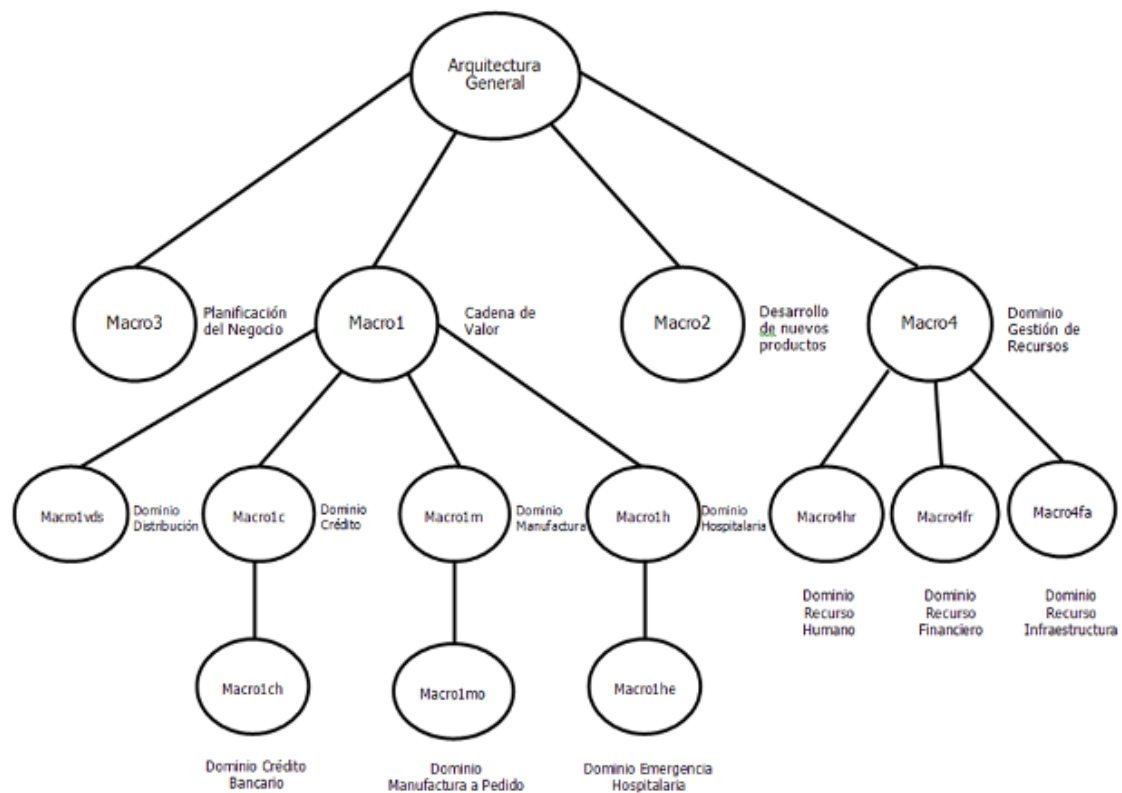 Arquitectura
General
Macro3
Planificación
del Negocio
Macro1
Cadena de
Valor
Macro2
Desarrollo
de nuevos
productos
Macro4
Dominio
Gestión de
Recursos
Macro1vds
Dominio
Distribución
Macro1c
Dominio
Crédito
Macro1m
Dominio
Manufactura
Macro1h
Dominio
Hospitalaria
Macro4hr
Macro4fr
Macro4fa
Dominio
Recurso
Humano
Dominio
Recurso
Financiero
Dominio
Recurso
Infraestructura
Macro1ch
Macro1mo
Macro1he
Dominio Crédito
Bancario
Dominio
Manufactura a Pedido
Dominio Emergencia
Hospitalaria